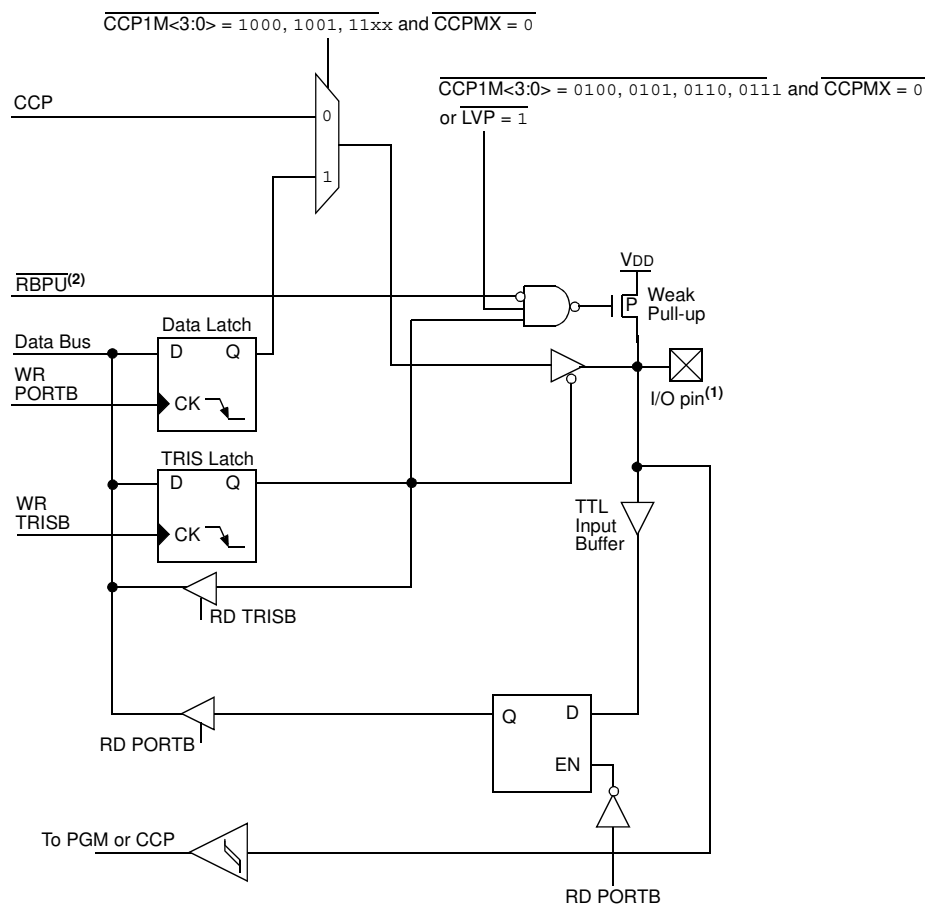 CCP1M<3:0> = 1000, 1001, 11xx and CCPMX = 0
CCP1M<3:0> = 0100, 0101, 0110, 0111 and CCPMX = 0
or LVP = 1
CCP
0
1
VDD
RBPU(2)
P
Weak
Pull-up
Data Latch
Data Bus
D Q
WR
PORTB
CK
I/O pin(1)
TRIS Latch
D Q
WR
TRISB
CK
TTL
Input
Buffer
RD TRISB
Q D
RD PORTB
EN
To PGM or CCP
RD PORTB